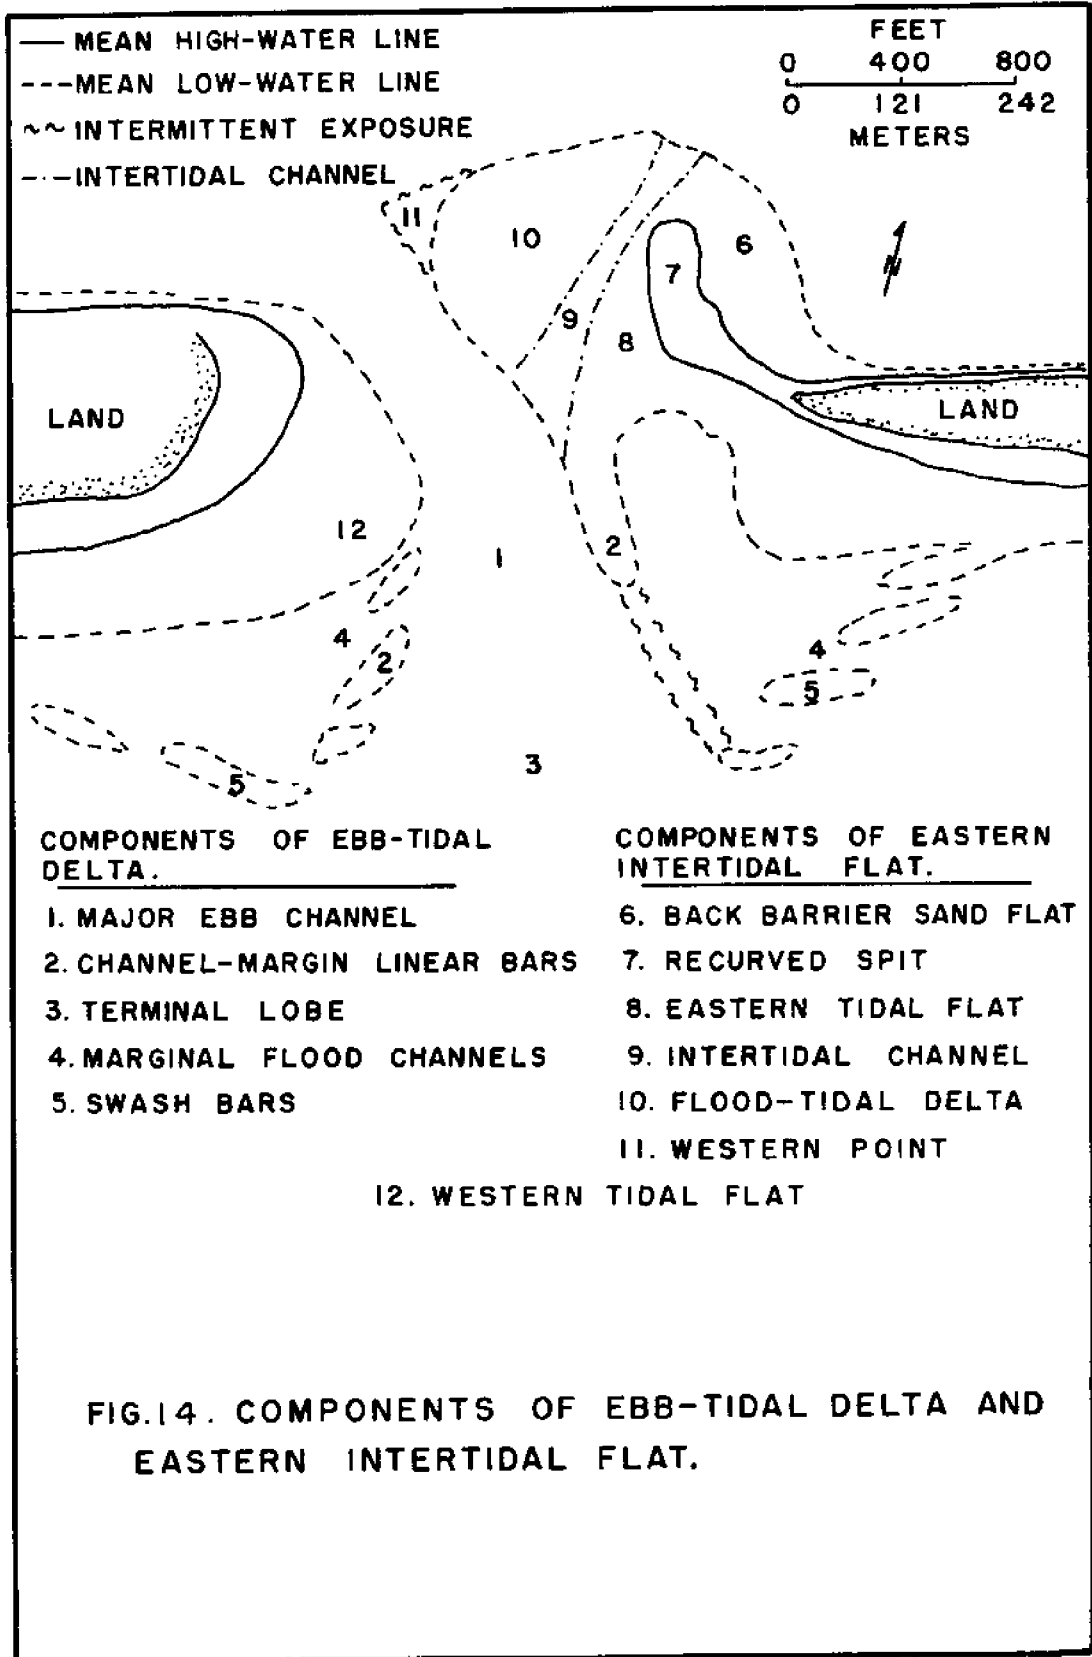 — MEAN HIGH-WATER LINE
--- MEAN LOW-WATER LINE
~~ INTERMITTENT EXPOSURE
-·- INTERTIDAL CHANNEL
FEET
0 400 800
0 121 242
METERS
11
10
6
7
N
9
8
LAND
LAND
12
1
2
4
2
4
5
3
5
COMPONENTS OF EBB-TIDAL
DELTA.
1. MAJOR EBB CHANNEL
2. CHANNEL-MARGIN LINEAR BARS
3. TERMINAL LOBE
4. MARGINAL FLOOD CHANNELS
5. SWASH BARS
COMPONENTS OF EASTERN
INTERTIDAL FLAT.
6. BACK BARRIER SAND FLAT
7. RECURVED SPIT
8. EASTERN TIDAL FLAT
9. INTERTIDAL CHANNEL
10. FLOOD-TIDAL DELTA
11. WESTERN POINT
12. WESTERN TIDAL FLAT
FIG.14. COMPONENTS OF EBB-TIDAL DELTA AND
EASTERN INTERTIDAL FLAT.